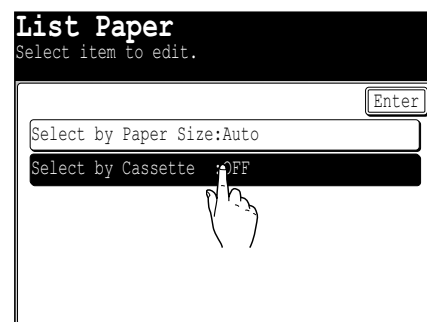 List Paper
Select item to edit.
Enter
Select by Paper Size:Auto
Select by Cassette :OFF